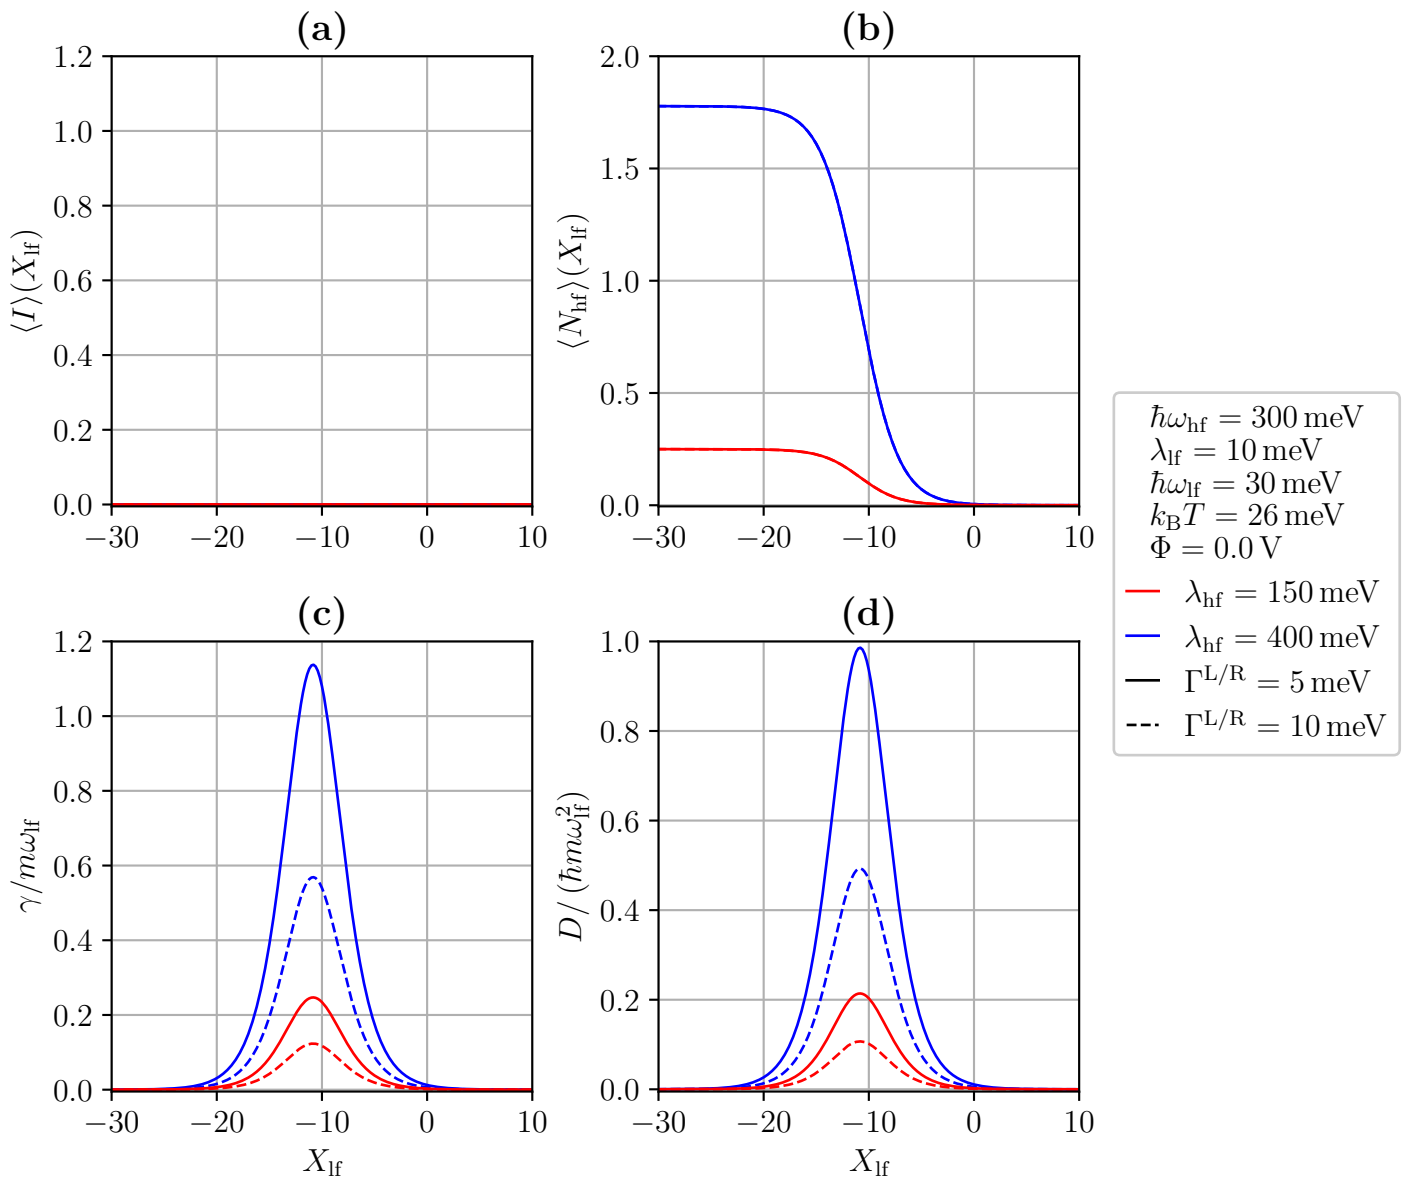 (a)
1.2
1.0
0.8
0.6
0.4
0.2
0.0
−30 −20 −10 0 10
⟨I⟩(X_lf)
(b)
2.0
1.5
1.0
0.5
0.0
−30 −20 −10 0 10
⟨N_hf⟩(X_lf)
(c)
1.2
1.0
0.8
0.6
0.4
0.2
0.0
−30 −20 −10 0 10
γ/mω_lf
X_lf
(d)
1.0
0.8
0.6
0.4
0.2
0.0
−30 −20 −10 0 10
D/(ħmω²_lf)
X_lf
ħω_hf = 300 meV
λ_lf = 10 meV
ħω_lf = 30 meV
k_B T = 26 meV
Φ = 0.0 V
λ_hf = 150 meV
λ_hf = 400 meV
Γ^L/R = 5 meV
Γ^L/R = 10 meV